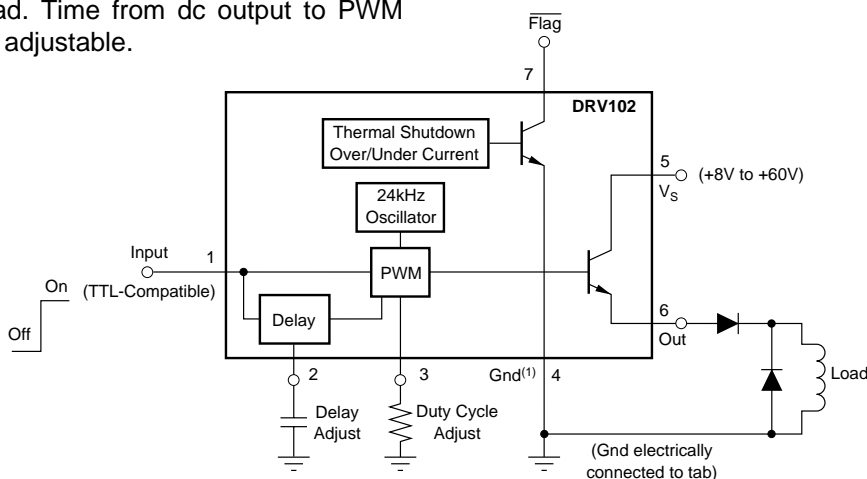 ad. Time from dc output to PWM
adjustable.
Flag
7
DRV102
Thermal Shutdown
Over/Under Current
5
(+8V to +60V)
VS
24kHz
Oscillator
Input
1
(TTL-Compatible)
On
Off
PWM
Delay
6
Out
2
3
Gnd(1)
4
Load
Delay
Adjust
Duty Cycle
Adjust
(Gnd electrically
connected to tab)